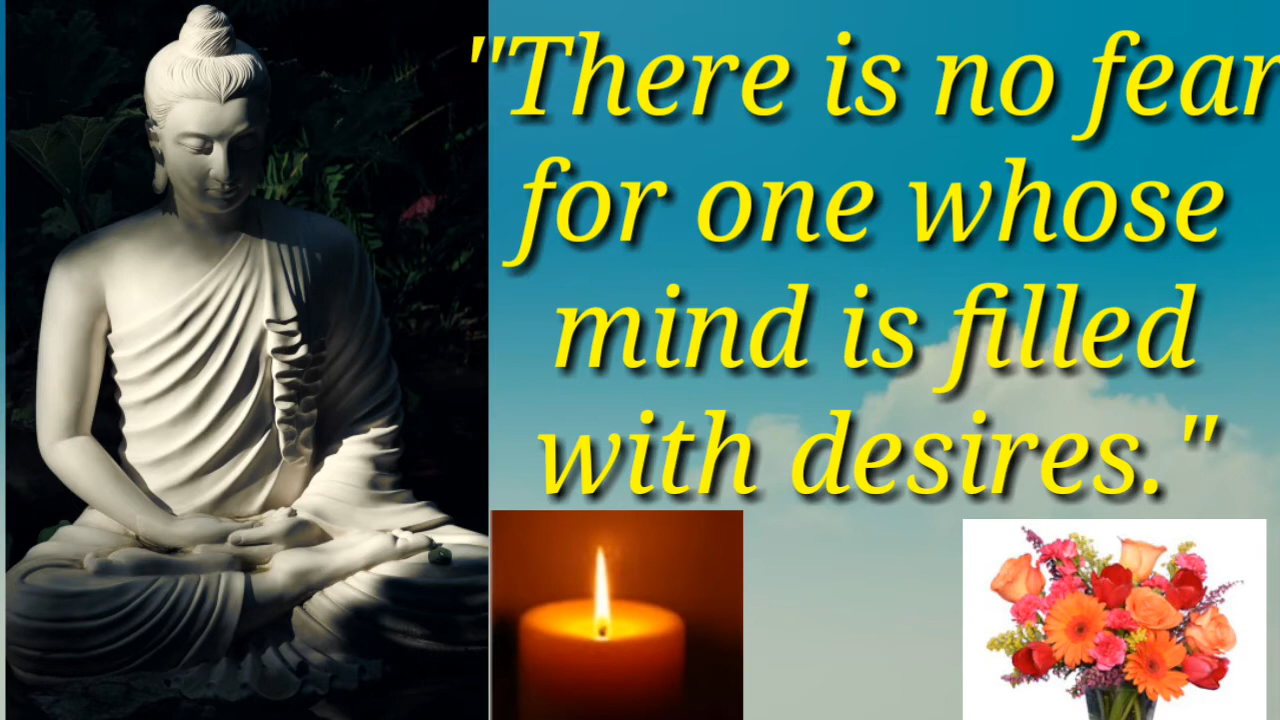 "There is no fear
for one whose
mind is filled
with desires."